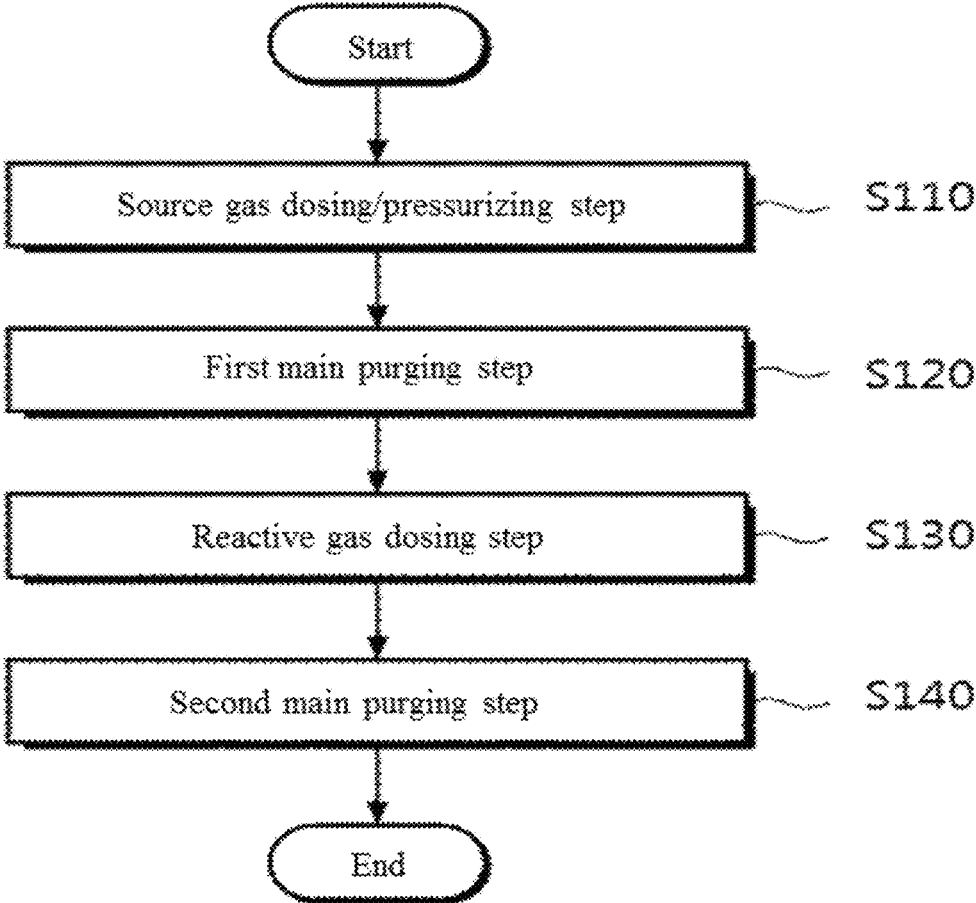 Start
Source gas dosing/pressurizing step
S110
First main purging step
S120
Reactive gas dosing step
S130
Second main purging step
S140
End